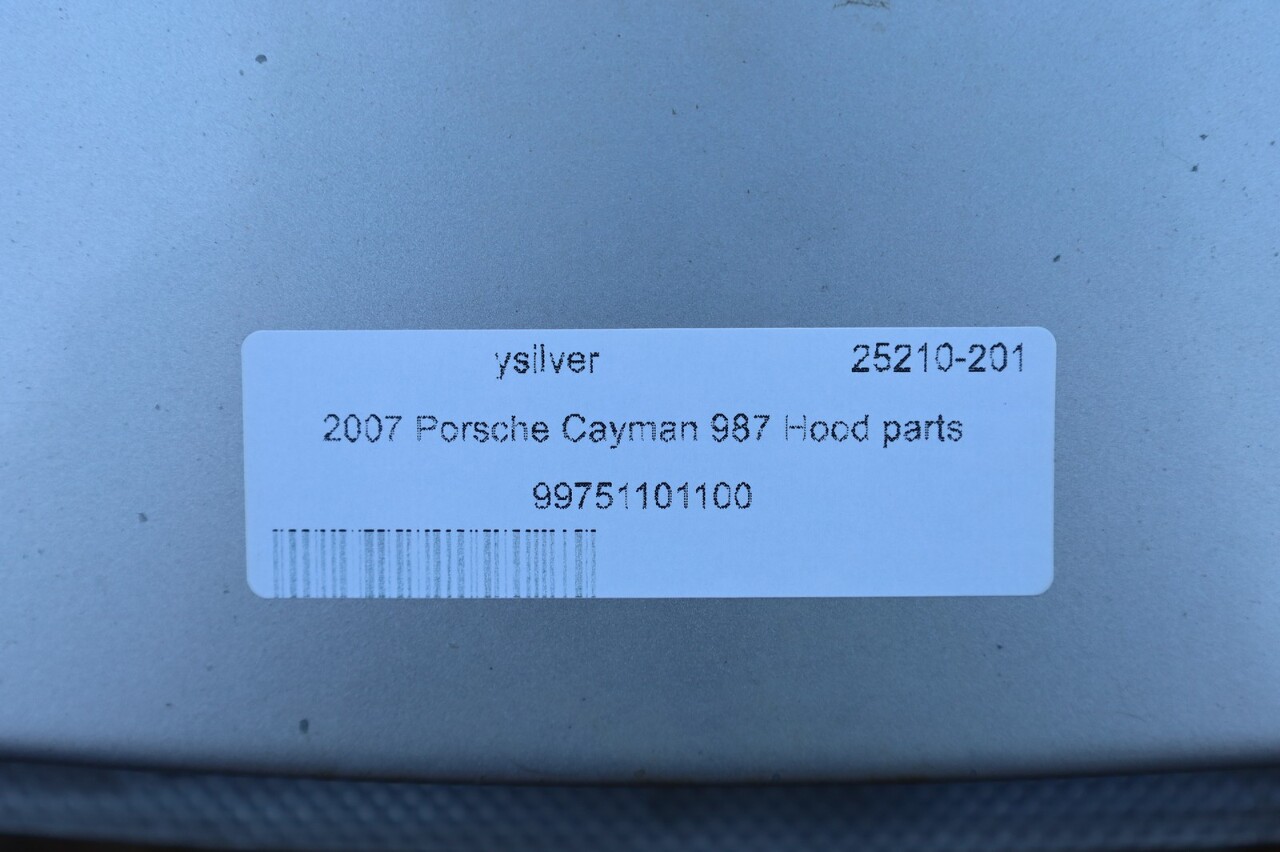 ysilver 25210-201
2007 Porsche Cayman 987 Hood parts
99751101100